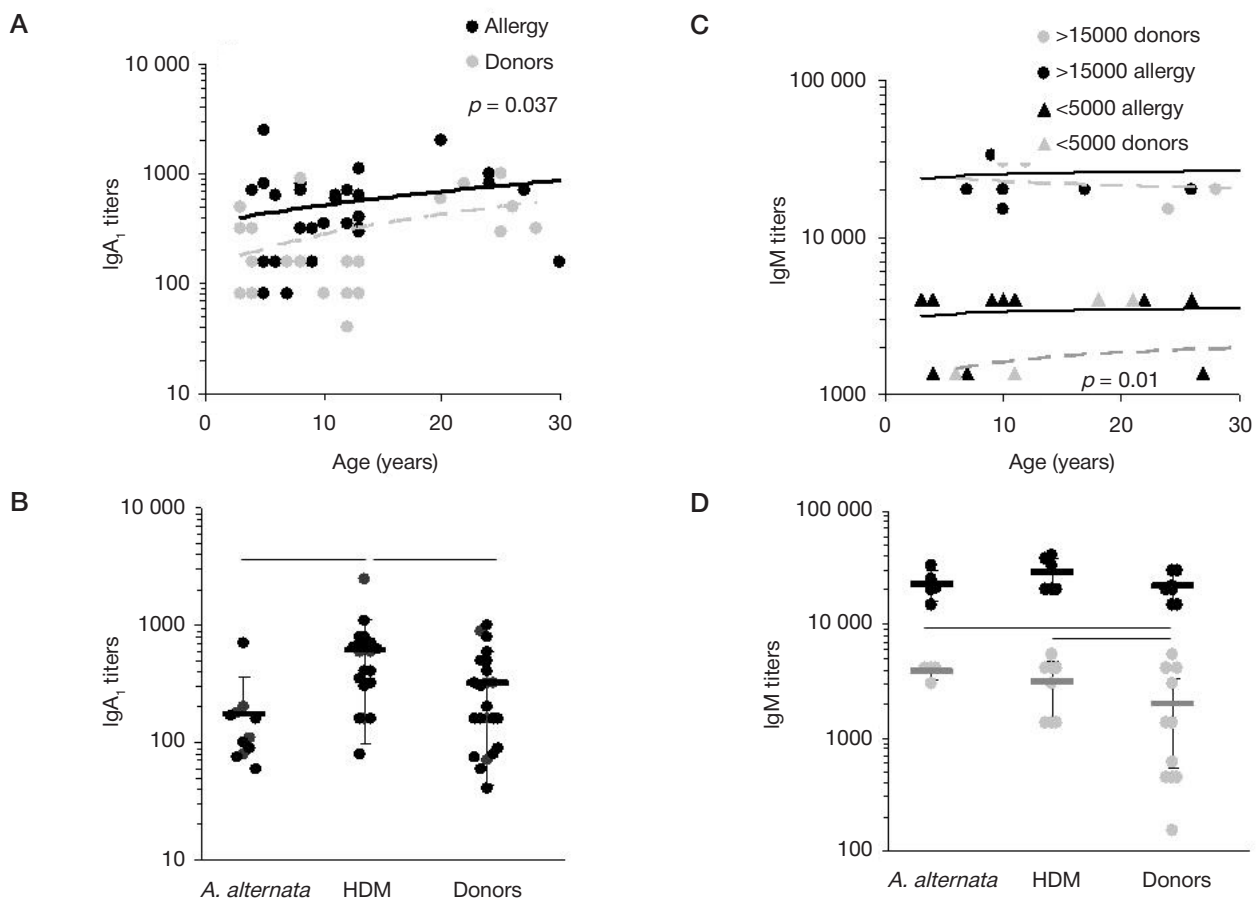 A
Allergy
Donors
p = 0.037
10 000
1000
100
10
IgA1 titers
0
10
20
30
Age (years)
C
>15000 donors
>15000 allergy
<5000 allergy
<5000 donors
100 000
10 000
1000
IgM titers
p = 0.01
0
10
20
30
Age (years)
B
10 000
1000
100
10
IgA1 titers
A. alternata
HDM
Donors
D
100 000
10 000
1000
100
IgM titers
A. alternata
HDM
Donors